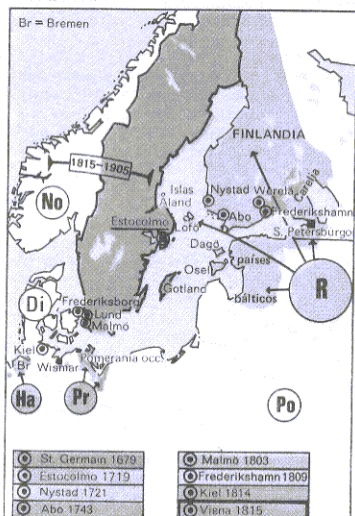 Br = Bremen
FINLANDIA
1815–1905
No
Islas
Åland
Nystad
Werela
Carelia
Abo
Frederikshamn
Estocolmo
Lofö
S. Petersburgo
Dagö
países
Osel
R
Gotland
bálticos
Di
Frederiksborg
Lund
Malmö
Kiel
Br
Wismar
Pomerania occ.
Ha
Pr
Po
St. Germain 1679
Malmö 1803
Estocolmo 1719
Frederikshamn 1809
Nystad 1721
Kiel 1814
Abo 1743
Viena 1815